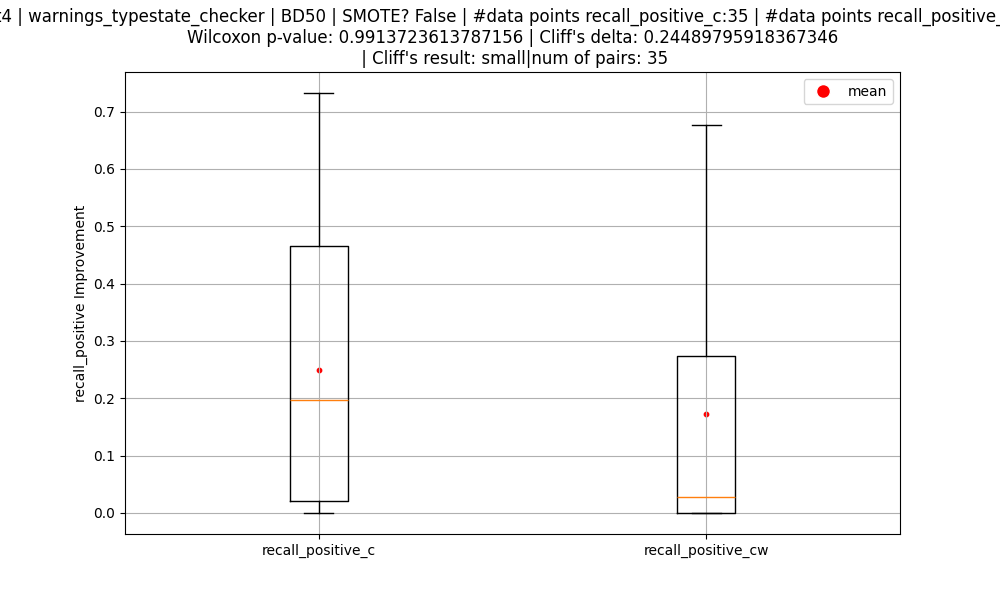 4 | warnings_typestate_checker | BD50 | SMOTE? False | #data points recall_positive_c:35 | #data points recall_positive_
Wilcoxon p-value: 0.9913723613787156 | Cliff's delta: 0.24489795918367346
| Cliff's result: small|num of pairs: 35
mean
0.7
0.6
0.5
0.4
0.3
0.2
0.1
0.0
recall_positive Improvement
recall_positive_c
recall_positive_cw